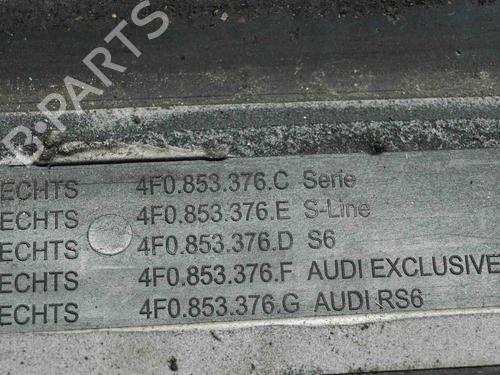 B-PARTS
ECHTS 4F0.853.376.C Serie
ECHTS 4F0.853.376.E S-Line
ECHTS 4F0.853.376.D S6
ECHTS 4F0.853.376.F AUDI EXCLUSIVE
ECHTS 4F0.853.376.G AUDI RS6